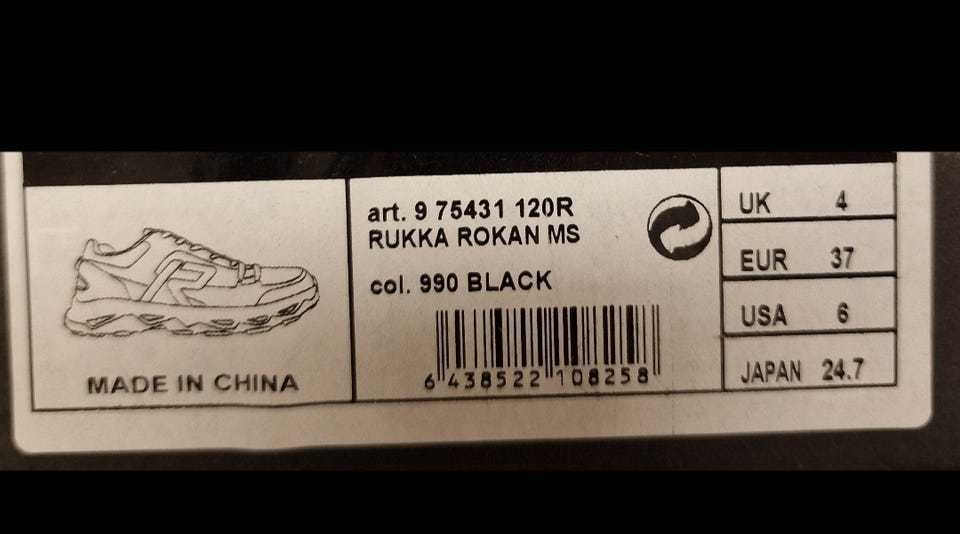 art. 9 75431 120R
RUKKA ROKAN MS
col. 990 BLACK
6 438522 108258
MADE IN CHINA
UK 4
EUR 37
USA 6
JAPAN 24.7